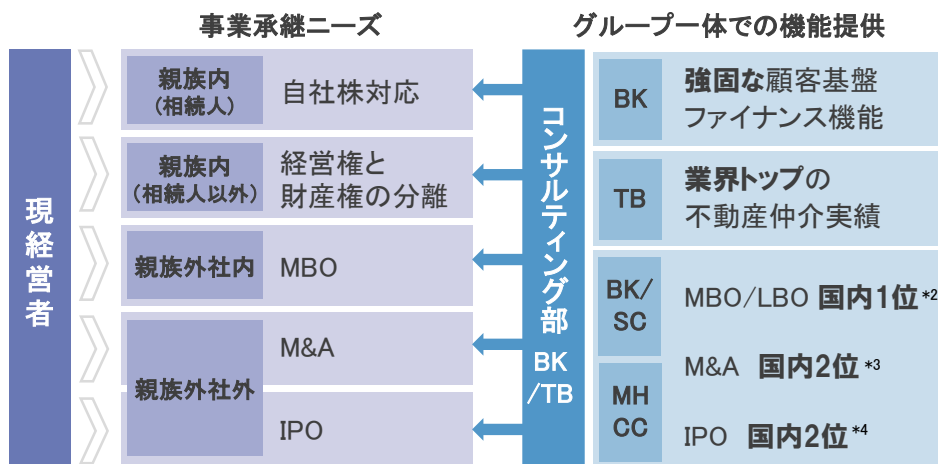 事業承継ニーズ
グループ一体での機能提供
現経営者
親族内
(相続人)
自社株対応
親族内
(相続人以外)
経営権と
財産権の分離
親族外社内
MBO
親族外社外
M&A
IPO
コンサルティング部
BK
/TB
BK
強固な顧客基盤
ファイナンス機能
TB
業界トップの
不動産仲介実績
BK/
SC
MH
CC
MBO/LBO 国内1位*2
M&A 国内2位*3
IPO 国内2位*4